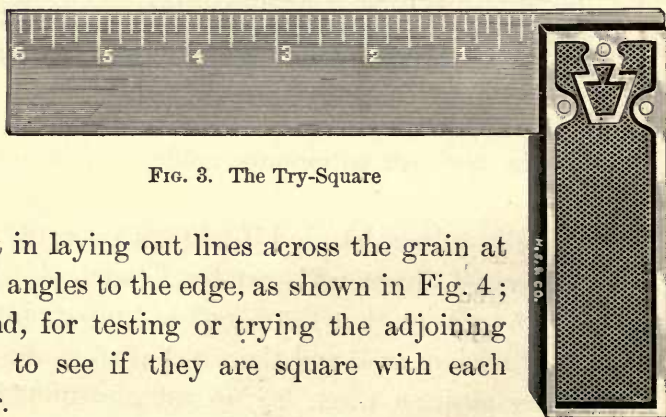 6 5 4 3 2 1
FIG. 3. The Try-Square
in laying out lines across the grain at
angles to the edge, as shown in Fig. 4;
for testing or trying the adjoining
to see if they are square with each
M. S. & CO.